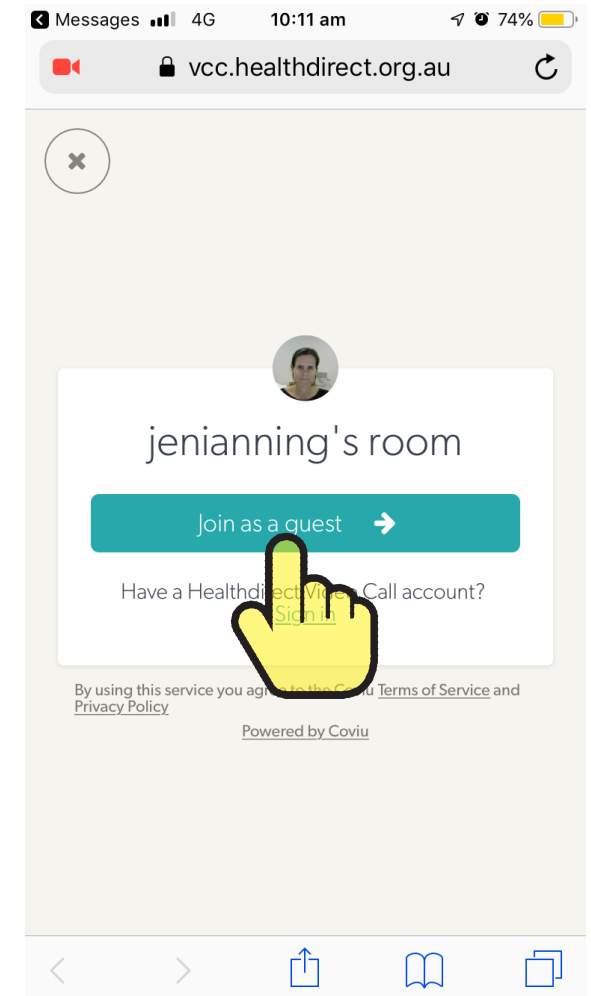 Messages 4G 10:11 am 74%
vcc.healthdirect.org.au
jenianning's room
Join as a guest
Have a Healthdirect Video Call account?
Sign in
By using this service you agree to the Coviu Terms of Service and
Privacy Policy
Powered by Coviu